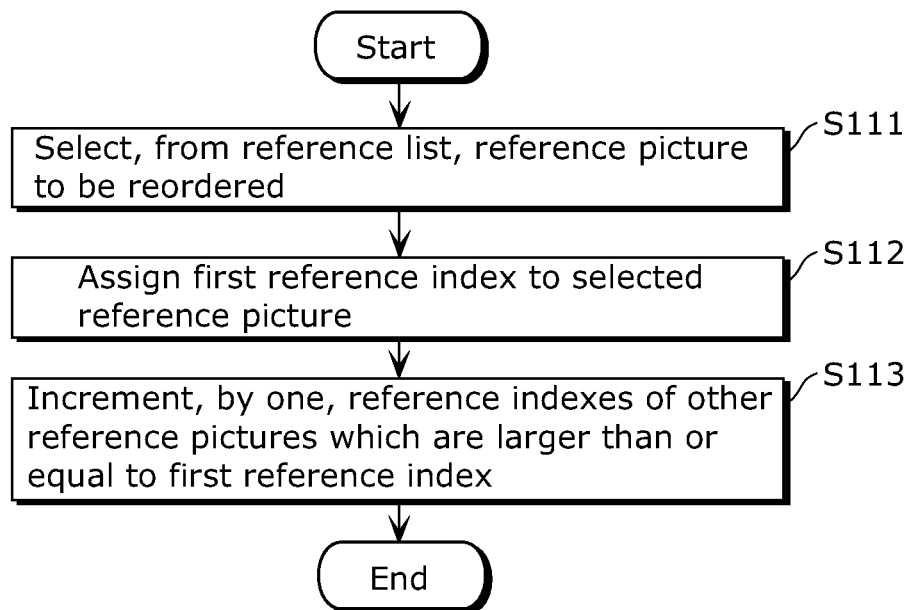 Start
S111
Select, from reference list, reference picture
to be reordered
S112
Assign first reference index to selected
reference picture
S113
Increment, by one, reference indexes of other
reference pictures which are larger than or
equal to first reference index
End